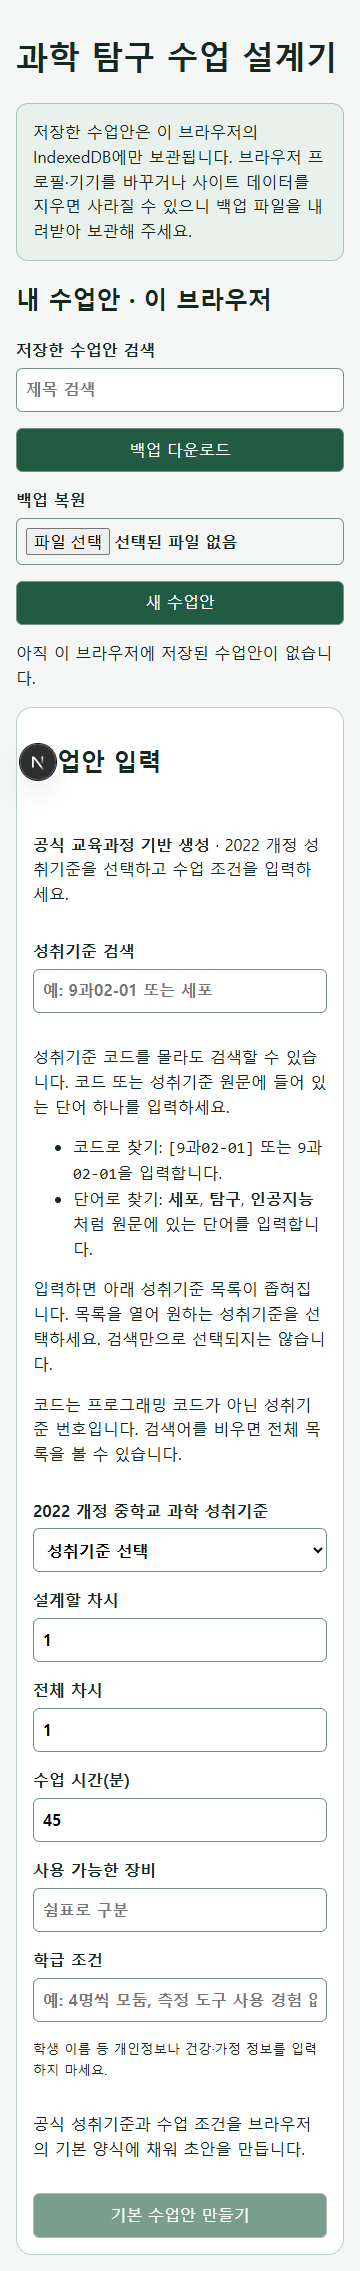 과학 탐구 수업 설계기
저장한 수업안은 이 브라우저의
IndexedDB에만 보관됩니다. 브라우저 프
로필·기기를 바꾸거나 사이트 데이터를
지우면 사라질 수 있으니 백업 파일을 내
려받아 보관해 주세요.
내 수업안 · 이 브라우저
저장한 수업안 검색
제목 검색
백업 다운로드
백업 복원
파일 선택 선택된 파일 없음
새 수업안
아직 이 브라우저에 저장된 수업안이 없습니
다.
N 업안 입력
공식 교육과정 기반 생성 · 2022 개정 성
취기준을 선택하고 수업 조건을 입력하
세요.
성취기준 검색
예: 9과02-01 또는 세포
성취기준 코드를 몰라도 검색할 수 있습
니다. 코드 또는 성취기준 원문에 들어 있
는 단어 하나를 입력하세요.
• 코드로 찾기: [9과02-01] 또는 9과
02-01을 입력합니다.
• 단어로 찾기: 세포, 탐구, 인공지능
처럼 원문에 있는 단어를 입력합니
다.
입력하면 아래 성취기준 목록이 좁혀집
니다. 목록을 열어 원하는 성취기준을 선
택하세요. 검색만으로 선택되지는 않습니
다.
코드는 프로그래밍 코드가 아닌 성취기
준 번호입니다. 검색어를 비우면 전체 목
록을 볼 수 있습니다.
2022 개정 중학교 과학 성취기준
성취기준 선택
설계할 차시
1
전체 차시
1
수업 시간(분)
45
사용 가능한 장비
쉼표로 구분
학급 조건
예: 4명씩 모둠, 측정 도구 사용 경험
학생 이름 등 개인정보나 건강·가정 정보를 입력
하지 마세요.
공식 성취기준과 수업 조건을 브라우저
의 기본 양식에 채워 초안을 만듭니다.
기본 수업안 만들기